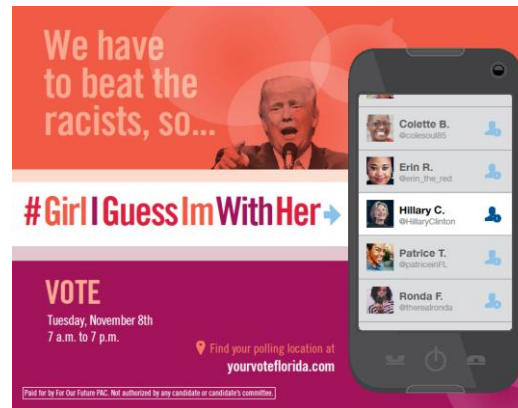 We have
to beat the
racists, so...
#GirlIGuessImWithHer
VOTE
Tuesday, November 8th
7 a.m. to 7 p.m.
Find your polling location at
yourvoteflorida.com
Paid for by For Our Future PAC. Not authorized by any candidate or candidate's committee.
Colette B.
@colesoul85
Erin R.
@erin_the_red
Hillary C.
@HillaryClinton
Patrice T.
@patriceinFL
Ronda F.
@therealronda